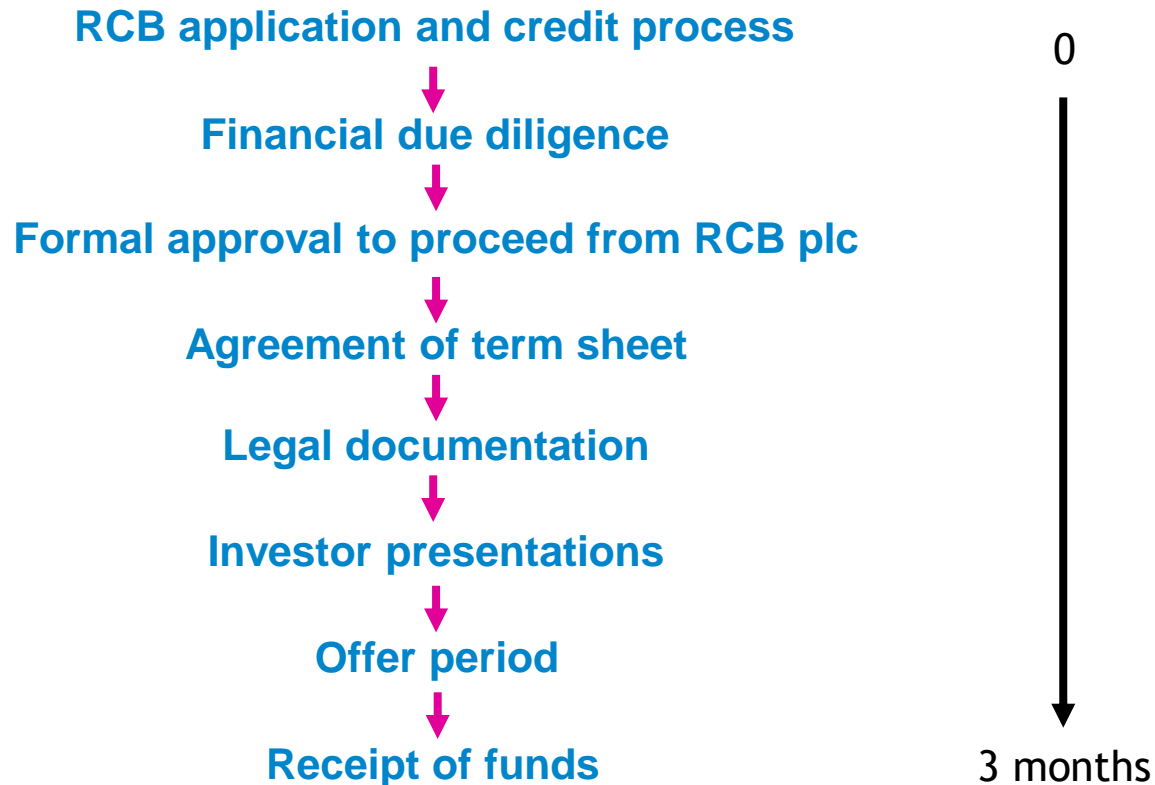 RCB application and credit process
0
Financial due diligence
Formal approval to proceed from RCB plc
Agreement of term sheet
Legal documentation
Investor presentations
Offer period
Receipt of funds
3 months